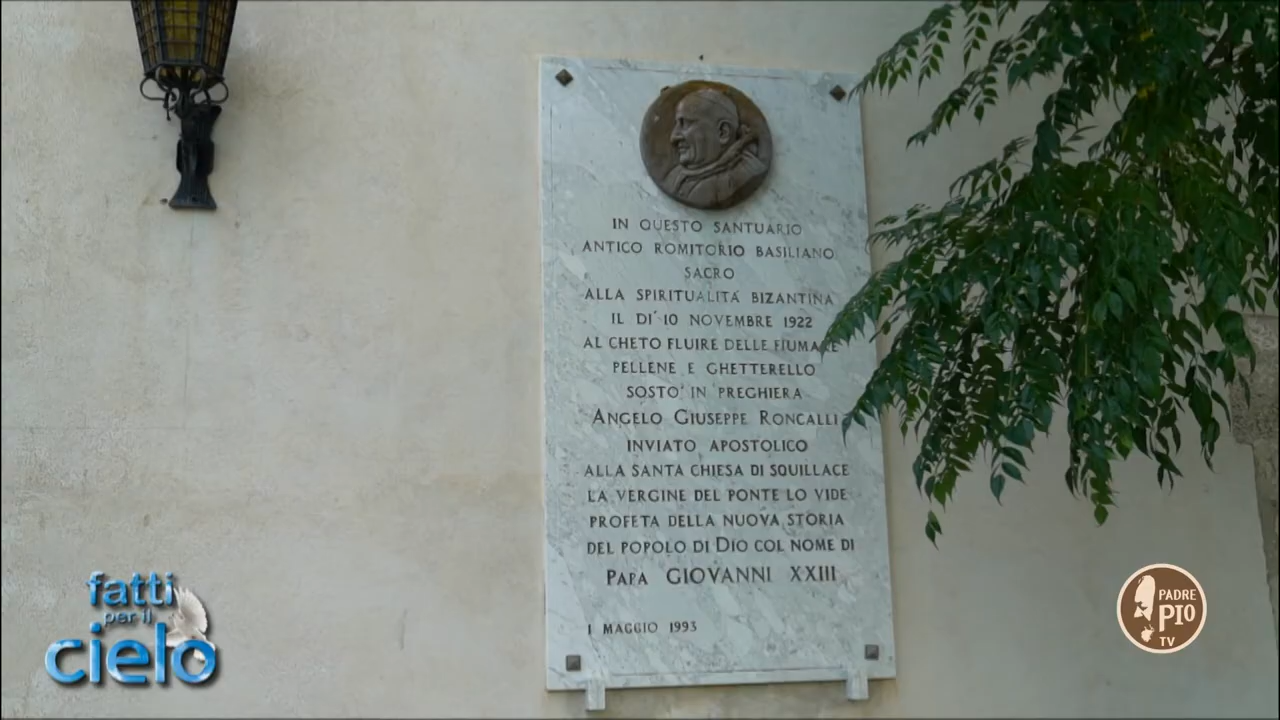 IN QUESTO SANTUARIO
ANTICO ROMITORIO BASILIANO
SACRO
ALLA SPIRITUALITÁ BIZANTINA
IL DI' 10 NOVEMBRE 1922
AL CHETO FLUIRE DELLE FIUMARE
PELLENE E GHETTERELLO
SOSTO' IN PREGHIERA
ANGELO GIUSEPPE RONCALLI
INVIATO APOSTOLICO
ALLA SANTA CHIESA DI SQUILLACE
LA VERGINE DEL PONTE LO VIDE
PROFETA DELLA NUOVA STORIA
DEL POPOLO DI DIO COL NOME DI
PAPA GIOVANNI XXIII
1 MAGGIO 1993
fatti
per il
cielo
PADRE
PIO
TV